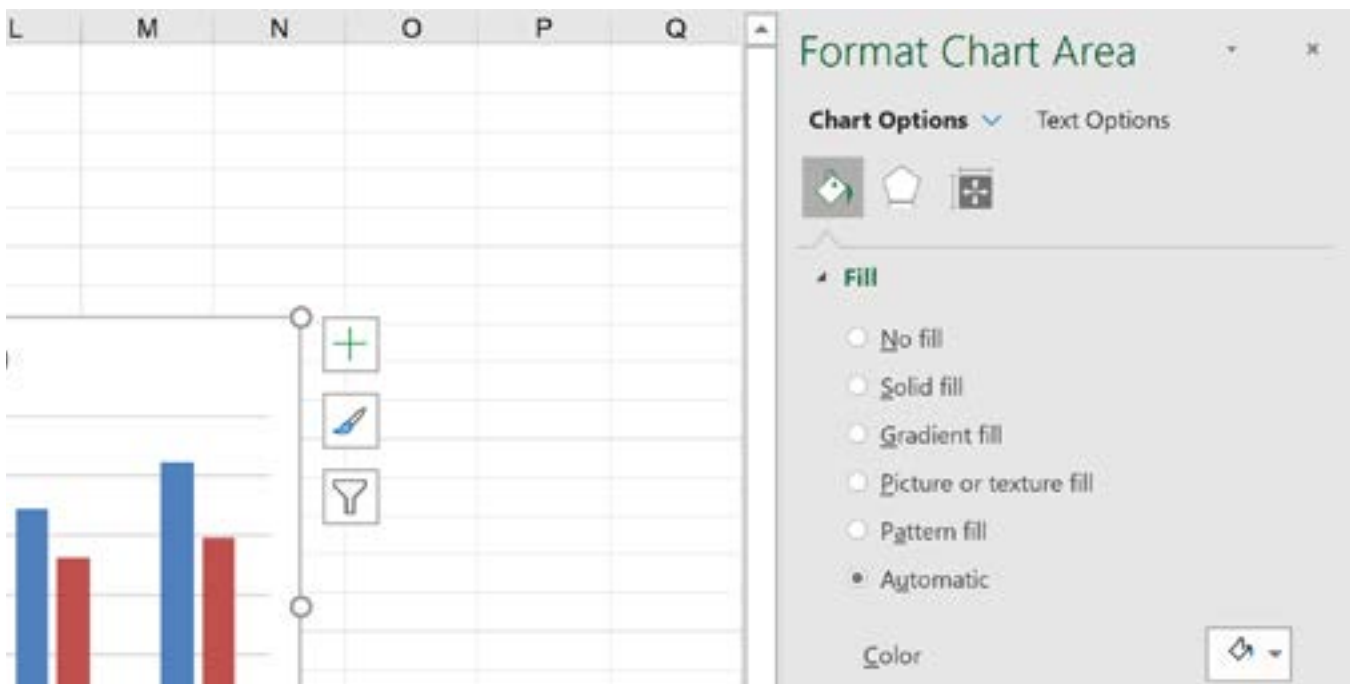 L M N O P Q
Format Chart Area
Chart Options Text Options
Fill
No fill
Solid fill
Gradient fill
Picture or texture fill
Pattern fill
Automatic
Color